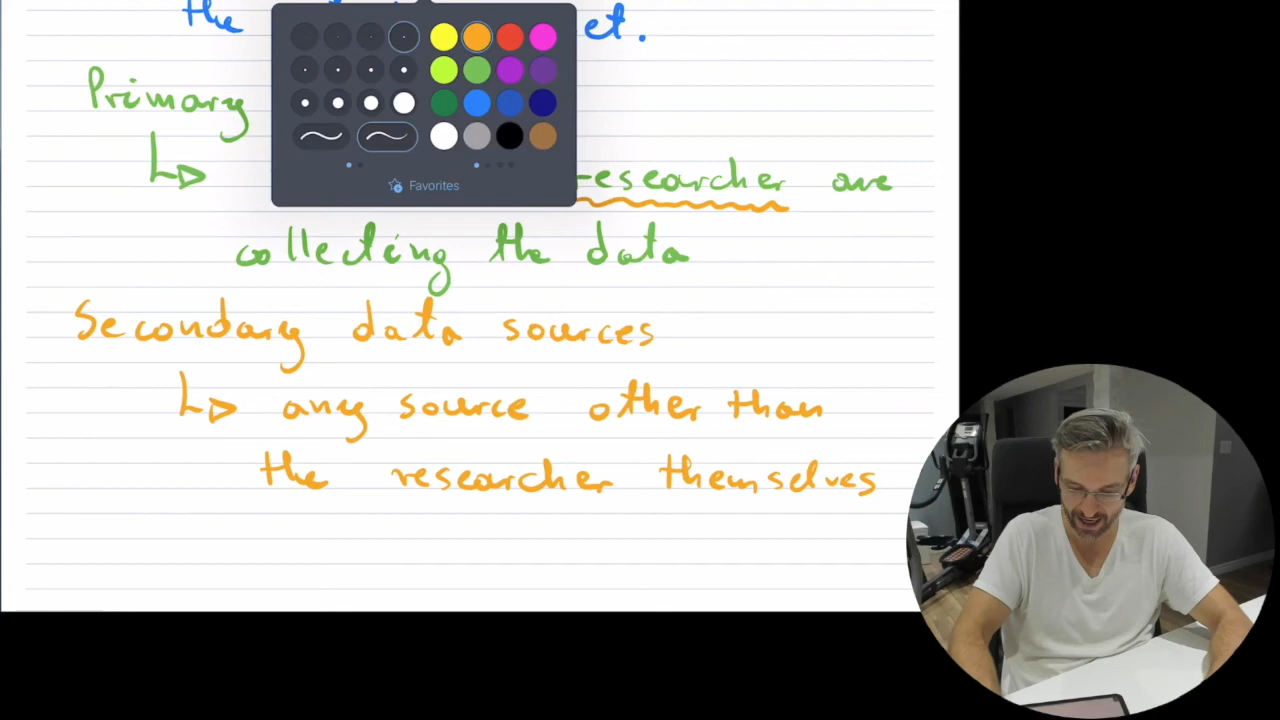 the et.
Favorites
Primary
researcher are
collecting the data
Secondary data sources
any source other than
the researcher themselves